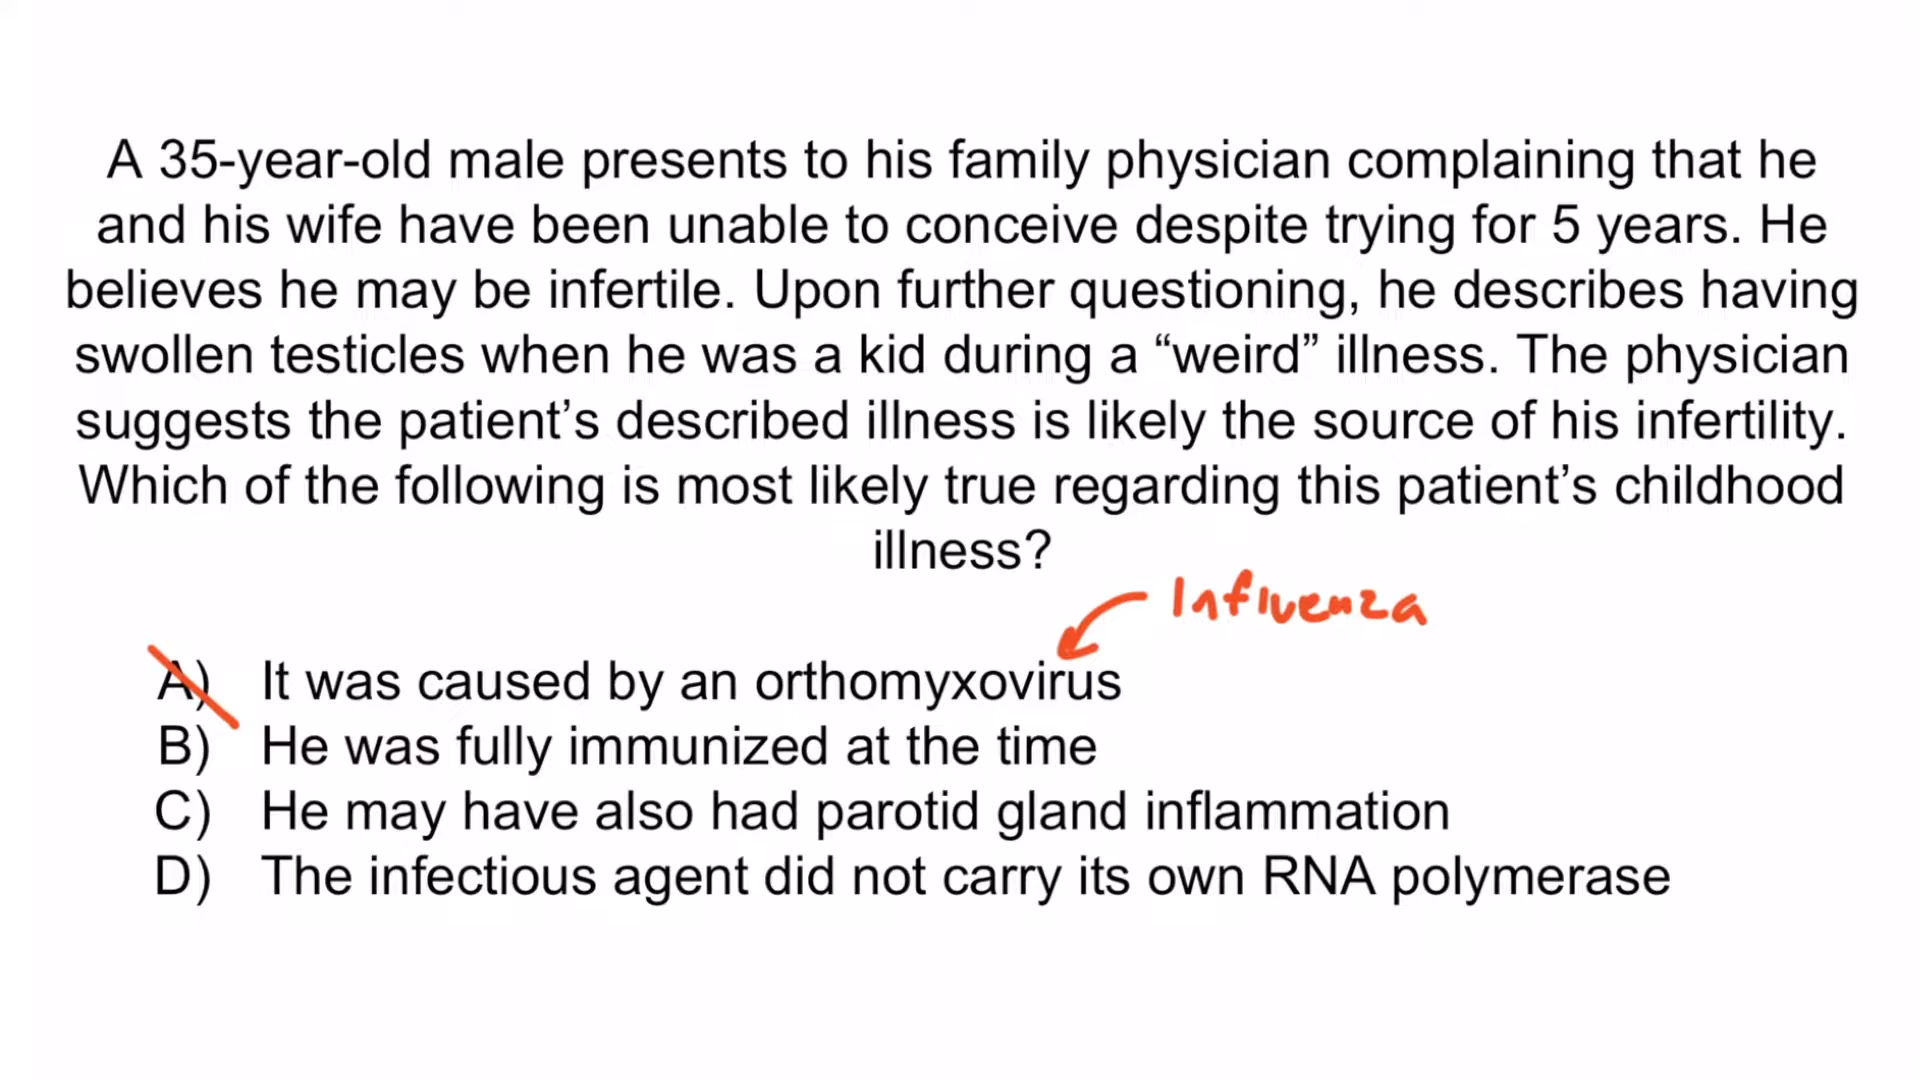 A 35-year-old male presents to his family physician complaining that he
and his wife have been unable to conceive despite trying for 5 years. He
believes he may be infertile. Upon further questioning, he describes having
swollen testicles when he was a kid during a “weird” illness. The physician
suggests the patient’s described illness is likely the source of his infertility.
Which of the following is most likely true regarding this patient’s childhood
illness?
Influenza
A) It was caused by an orthomyxovirus
B) He was fully immunized at the time
C) He may have also had parotid gland inflammation
D) The infectious agent did not carry its own RNA polymerase